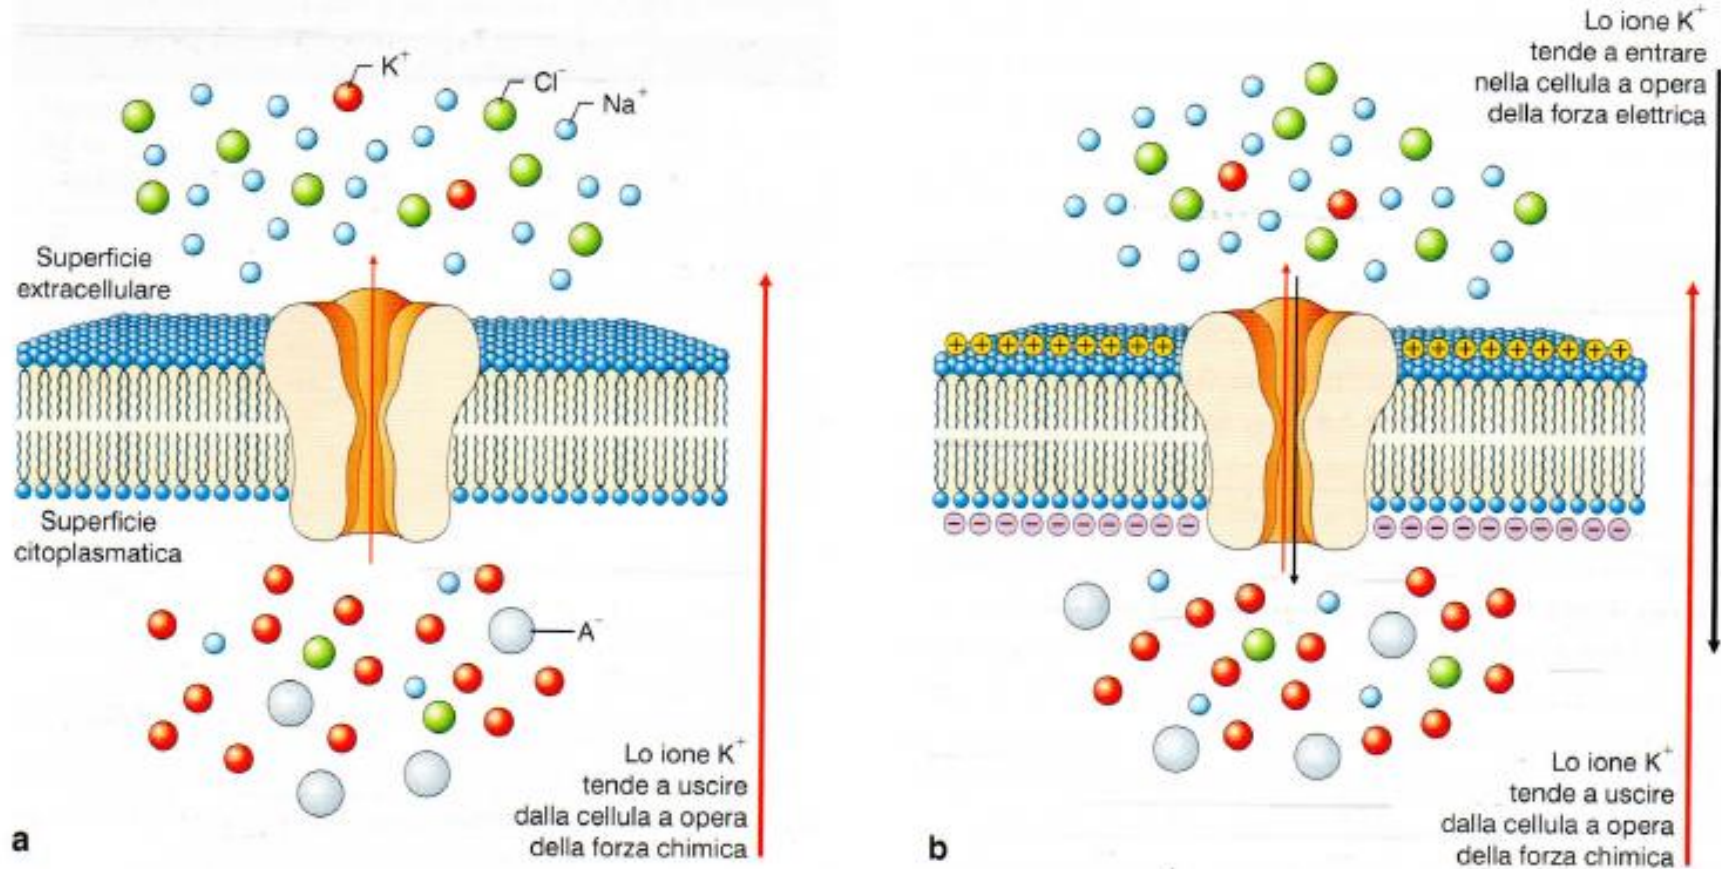 K+
Cl-
Na+
Superficie
extracellulare
Superficie
citoplasmatica
A-
Lo ione K+
tende a uscire
dalla cellula a opera
della forza chimica
a
Lo ione K+
tende a entrare
nella cellula a opera
della forza elettrica
+ + + + + + + + + + + + + + + + + +
- - - - - - - - - - - - - - - - - - - -
Lo ione K+
tende a uscire
dalla cellula a opera
della forza chimica
b